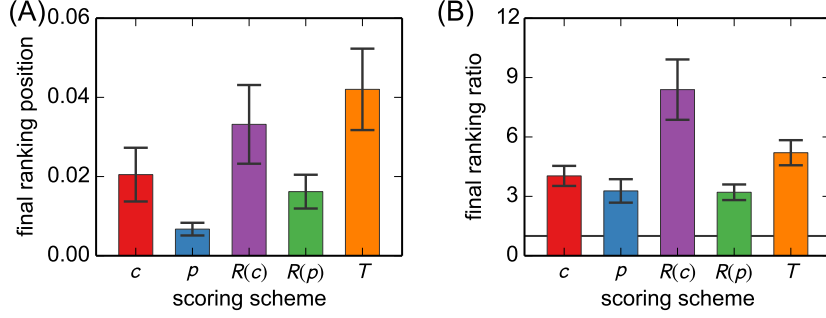 (A)
final ranking position
0.06
0.04
0.02
0.00
c p R(c) R(p) T
scoring scheme
(B)
final ranking ratio
12
9
6
3
0
c p R(c) R(p) T
scoring scheme